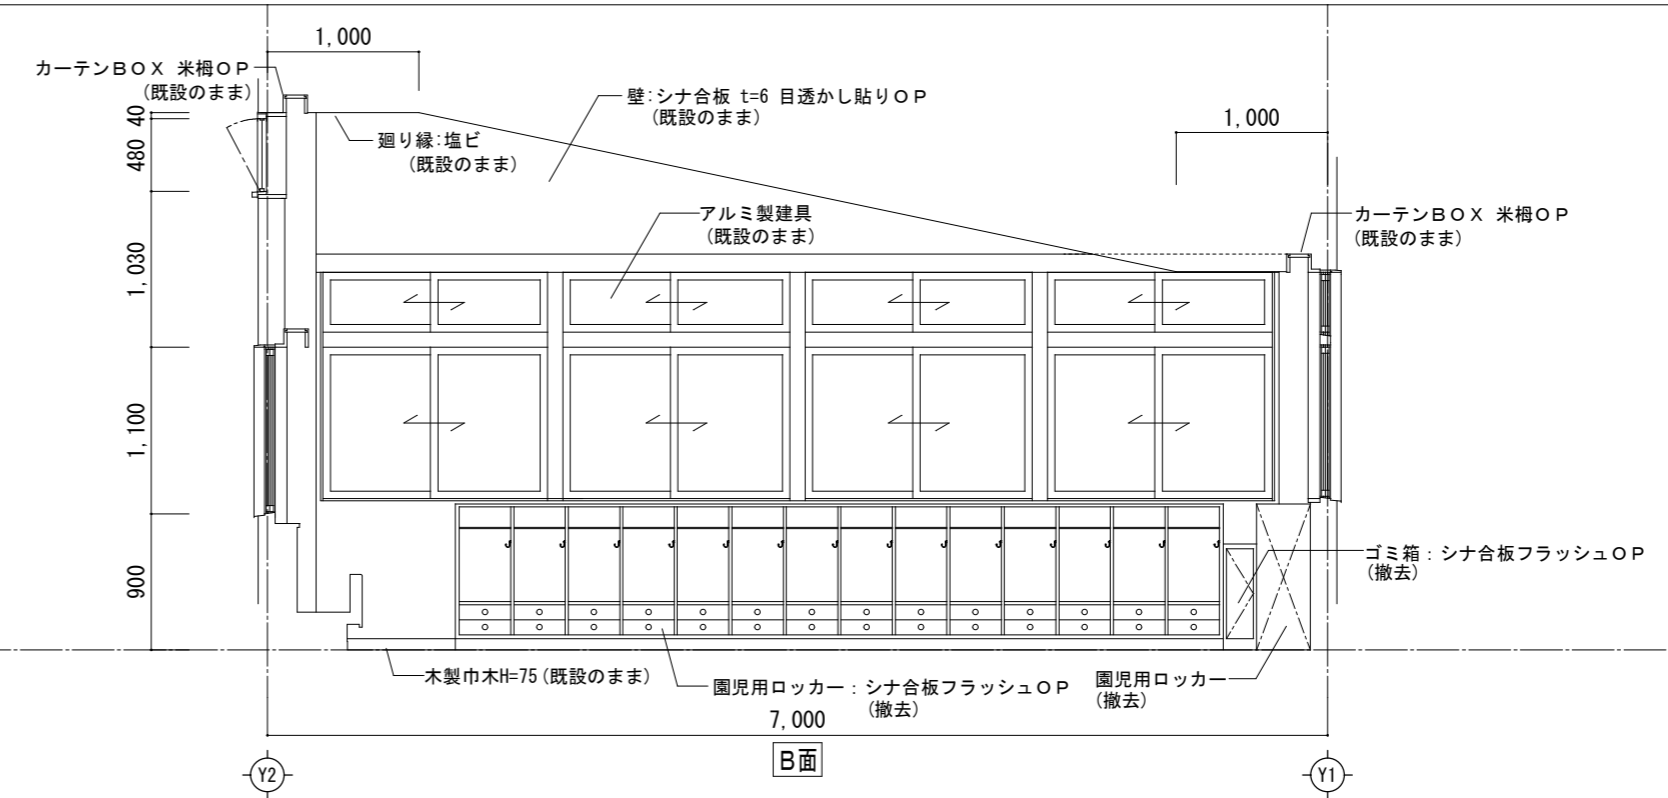 1,000
カーテンＢＯＸ 米栂ＯＰ
(既設のまま)
壁:シナ合板 t=6 目透かし貼りＯＰ
(既設のまま)
廻り縁:塩ビ
(既設のまま)
1,000
アルミ製建具
(既設のまま)
カーテンＢＯＸ 米栂ＯＰ
(既設のまま)
40
480
1,030
1,100
900
ゴミ箱：シナ合板フラッシュＯＰ
(撤去)
木製巾木H=75(既設のまま)
園児用ロッカー：シナ合板フラッシュＯＰ
(撤去)
園児用ロッカー
(撤去)
7,000
B面
Y2
Y1